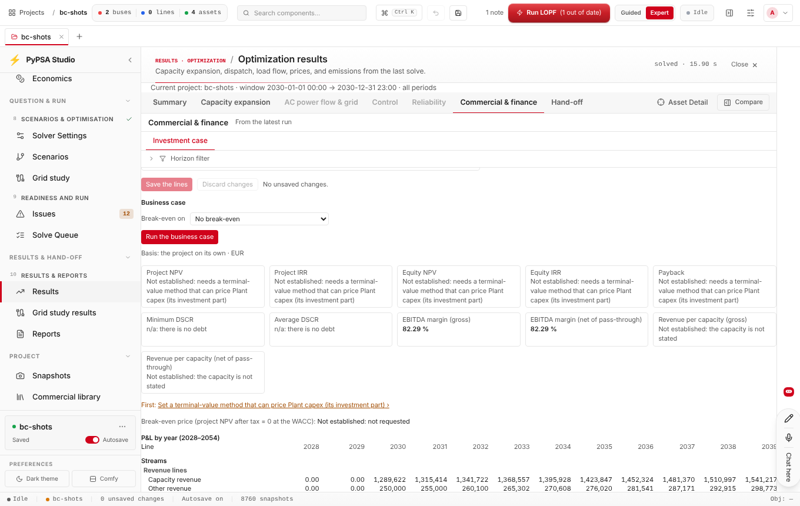 Projects / bc-shots
2 buses 0 lines 4 assets
Search components...
⌘ Ctrl K
1 note
Run LOPF (1 out of date)
Guided Expert
Idle
A
bc-shots
PyPSA Studio
Economics
QUESTION & RUN
SCENARIOS & OPTIMISATION
Solver Settings
Scenarios
Grid study
READINESS AND RUN
Issues 12
Solve Queue
RESULTS & HAND-OFF
10 RESULTS & REPORTS
Results
Grid study results
Reports
PROJECT
Snapshots
Commercial library
bc-shots
Saved Autosave
PREFERENCES
Dark theme Comfy
RESULTS · OPTIMIZATION / Optimization results
Capacity expansion, dispatch, load flow, prices, and emissions from the last solve.
solved · 15.90 s Close
Current project: bc-shots · window 2030-01-01 00:00 → 2030-12-31 23:00 · all periods
Summary Capacity expansion AC power flow & grid Control Reliability Commercial & finance Hand-off Asset Detail Compare
Commercial & finance From the latest run
Investment case
Horizon filter
Save the lines Discard changes No unsaved changes.
Business case
Break-even on No break-even
Run the business case
Basis: the project on its own · EUR
Project NPV
Not established: needs a terminal-value method that can price Plant capex (its investment part)
Project IRR
Not established: needs a terminal-value method that can price Plant capex (its investment part)
Equity NPV
Not established: needs a terminal-value method that can price Plant capex (its investment part)
Equity IRR
Not established: needs a terminal-value method that can price Plant capex (its investment part)
Payback
Not established: needs a terminal-value method that can price Plant capex (its investment part)
Minimum DSCR
n/a: there is no debt
Average DSCR
n/a: there is no debt
EBITDA margin (gross)
82.29 %
EBITDA margin (net of pass-through)
82.29 %
Revenue per capacity (gross)
Not established: the capacity is not stated
Revenue per capacity (net of pass-through)
Not established: the capacity is not stated
First: Set a terminal-value method that can price Plant capex (its investment part) ›
Break-even price (project NPV after tax = 0 at the WACC): Not established: not requested
P&L by year (2028–2054)
Line 2028 2029 2030 2031 2032 2033 2034 2035 2036 2037 2038 2039
Streams
Revenue lines
Capacity revenue 0.00 0.00 1,289,622 1,315,414 1,341,722 1,368,557 1,395,928 1,423,847 1,452,324 1,481,370 1,510,997 1,541,217
Other revenue 0.00 0.00 250,000 255,000 260,100 265,302 270,608 276,020 281,541 287,171 292,915 298,773
Chat here
Idle bc-shots 0 unsaved changes Autosave on 8760 snapshots Obj: —